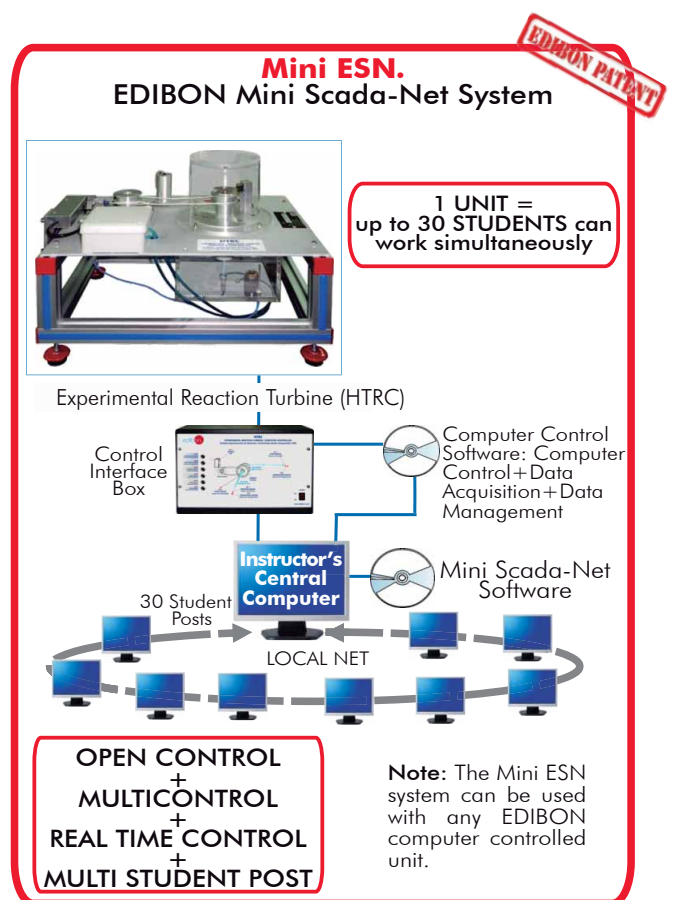 EDIBON PATENT
Mini ESN.
EDIBON Mini Scada-Net System
1 UNIT =
up to 30 STUDENTS can
work simultaneously
HTRC
Experimental Reaction Turbine (HTRC)
Control
Interface
Box
HTRC
Computer Control
Software: Computer
Control+Data
Acquisition+Data
Management
Instructor's
Central
Computer
Mini Scada-Net
Software
30 Student
Posts
LOCAL NET
OPEN CONTROL
+
MULTICONTROL
+
REAL TIME CONTROL
+
MULTI STUDENT POST
Note: The Mini ESN
system can be used
with any EDIBON
computer controlled
unit.